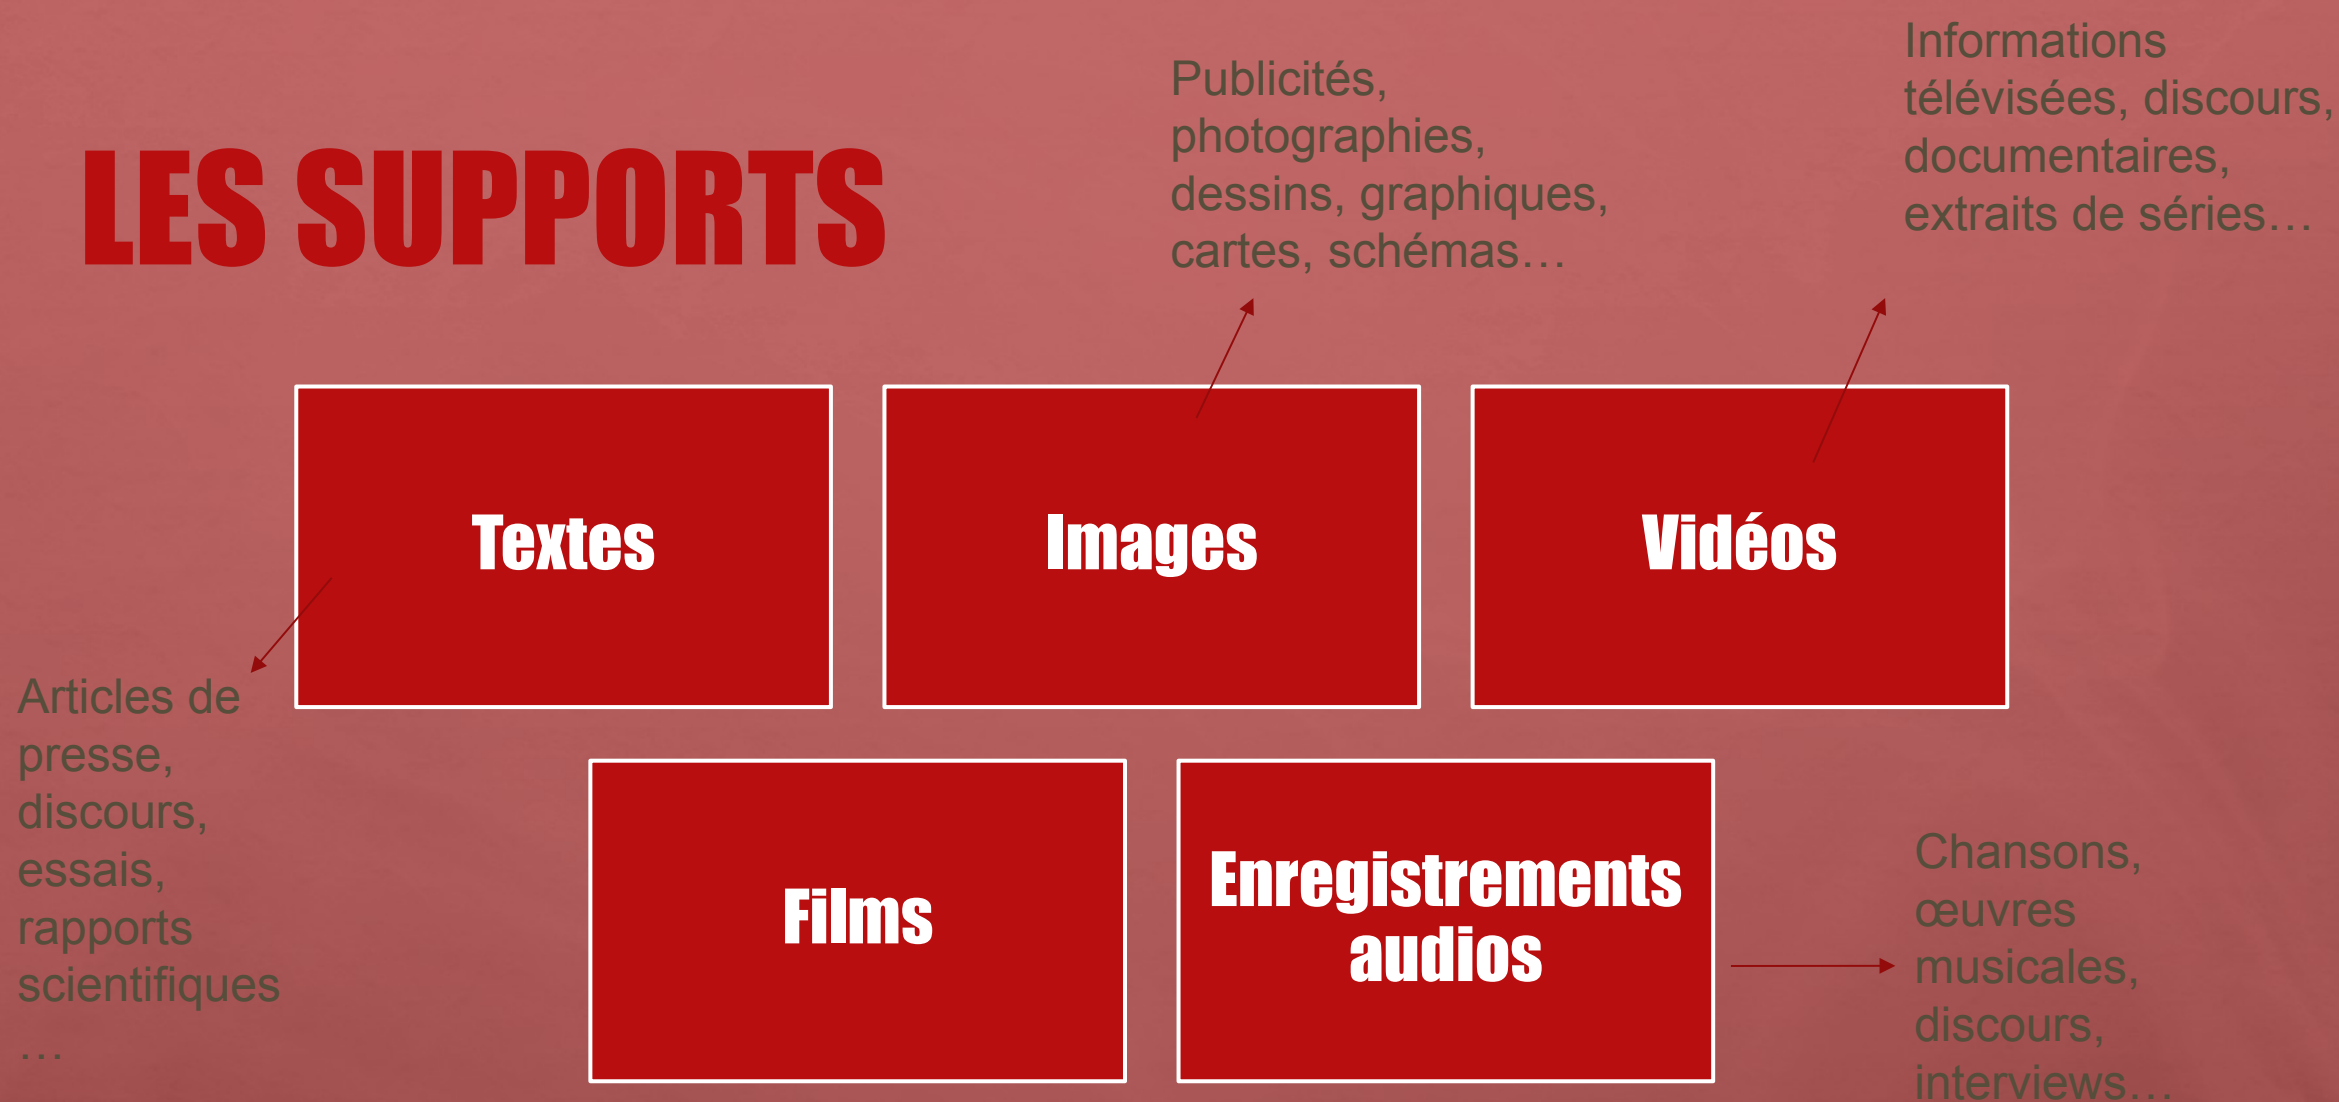 LES SUPPORTS
Publicités,
photographies,
dessins, graphiques,
cartes, schémas…
Informations
télévisées, discours,
documentaires,
extraits de séries…
Textes
Images
Vidéos
Articles de
presse,
discours,
essais,
rapports
scientifiques
…
Films
Enregistrements
audios
Chansons,
œuvres
musicales,
discours,
interviews…